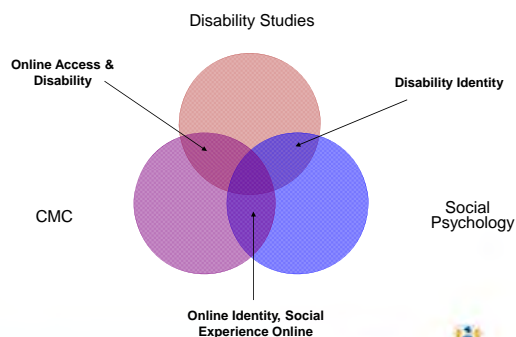 Disability Studies
Online Access &
Disability
Disability Identity
CMC
Social
Psychology
Online Identity, Social
Experience Online